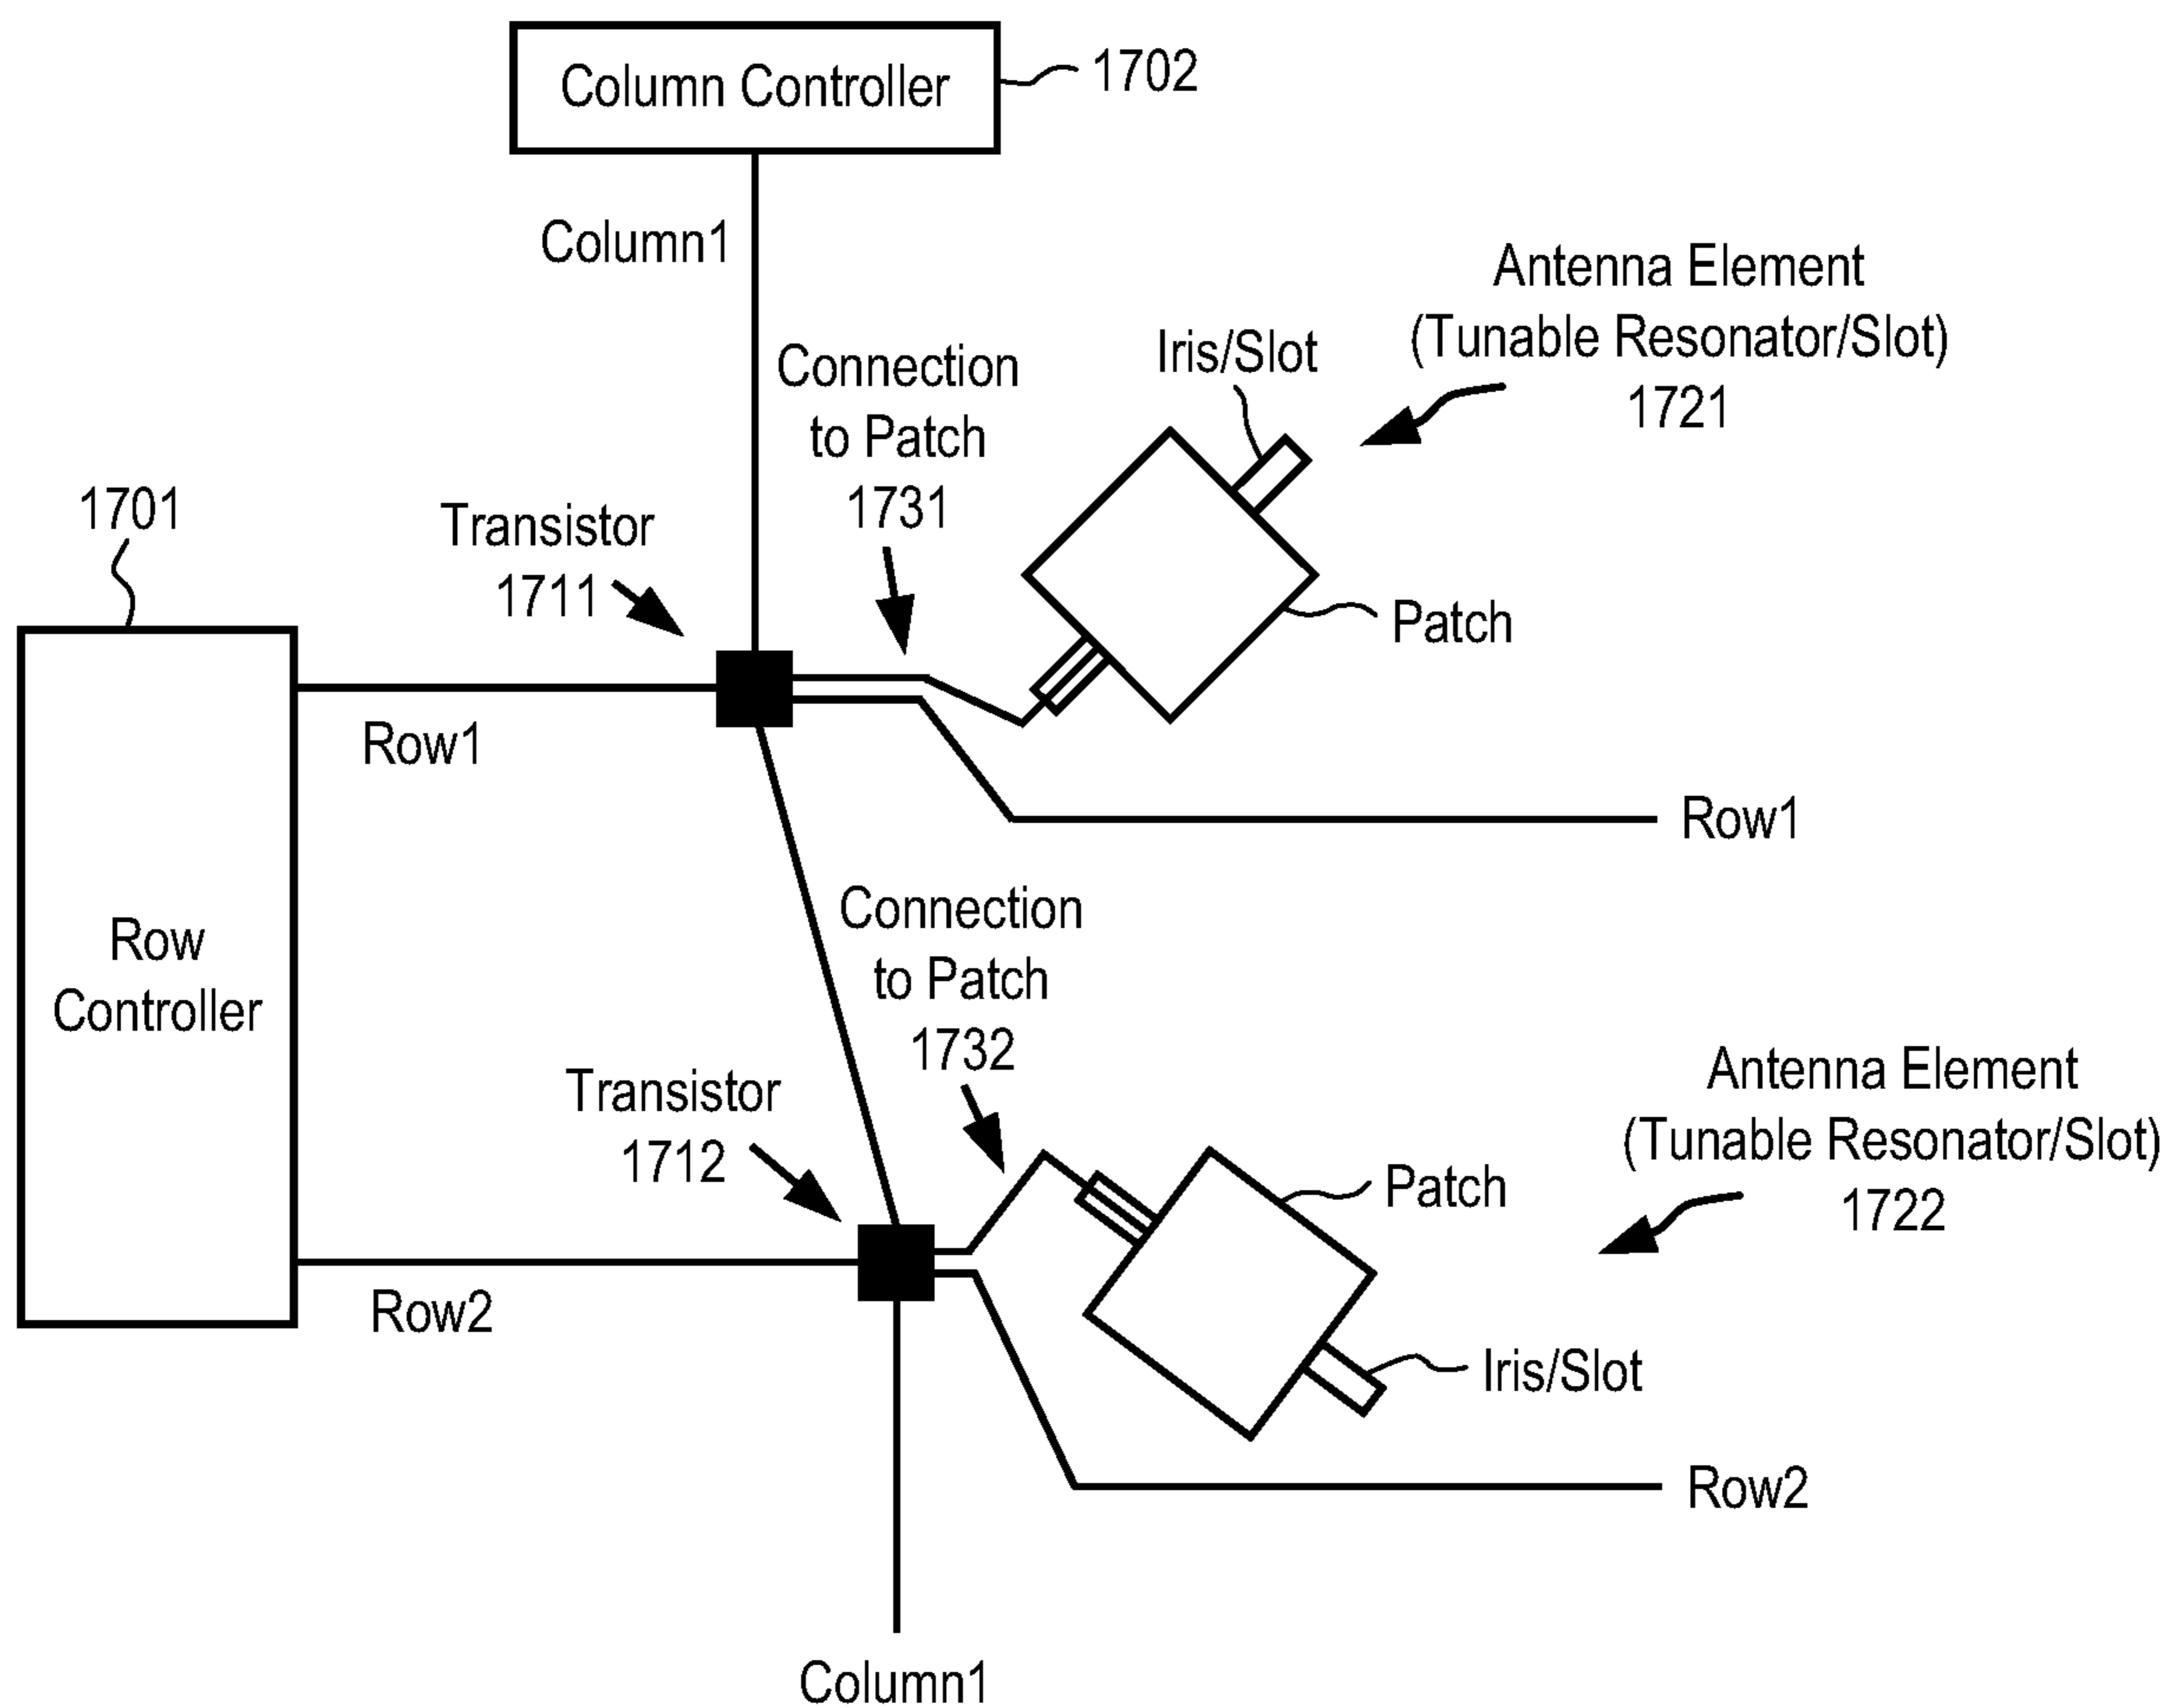 Column Controller
1702
Column1
Antenna Element
(Tunable Resonator/Slot)
1721
Iris/Slot
Connection
to Patch
1731
1701
Transistor
1711
Patch
Row1
Row1
Row
Controller
Connection
to Patch
1732
Transistor
1712
Antenna Element
(Tunable Resonator/Slot)
1722
Patch
Row2
Iris/Slot
Row2
Column1